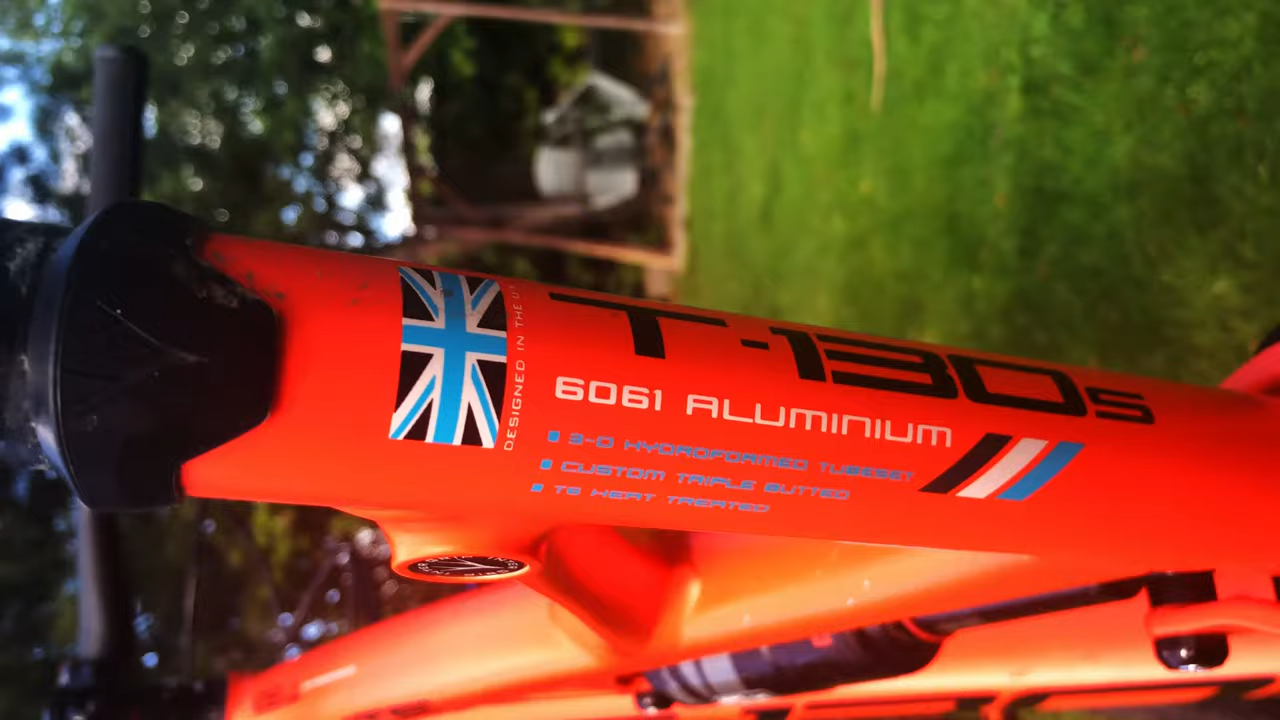 DESIGNED IN THE UK
T-130S
6061 ALUMINIUM
3-D HYDROFORMED TUBESET
CUSTOM TRIPLE BUTTED
T6 HEAT TREATED